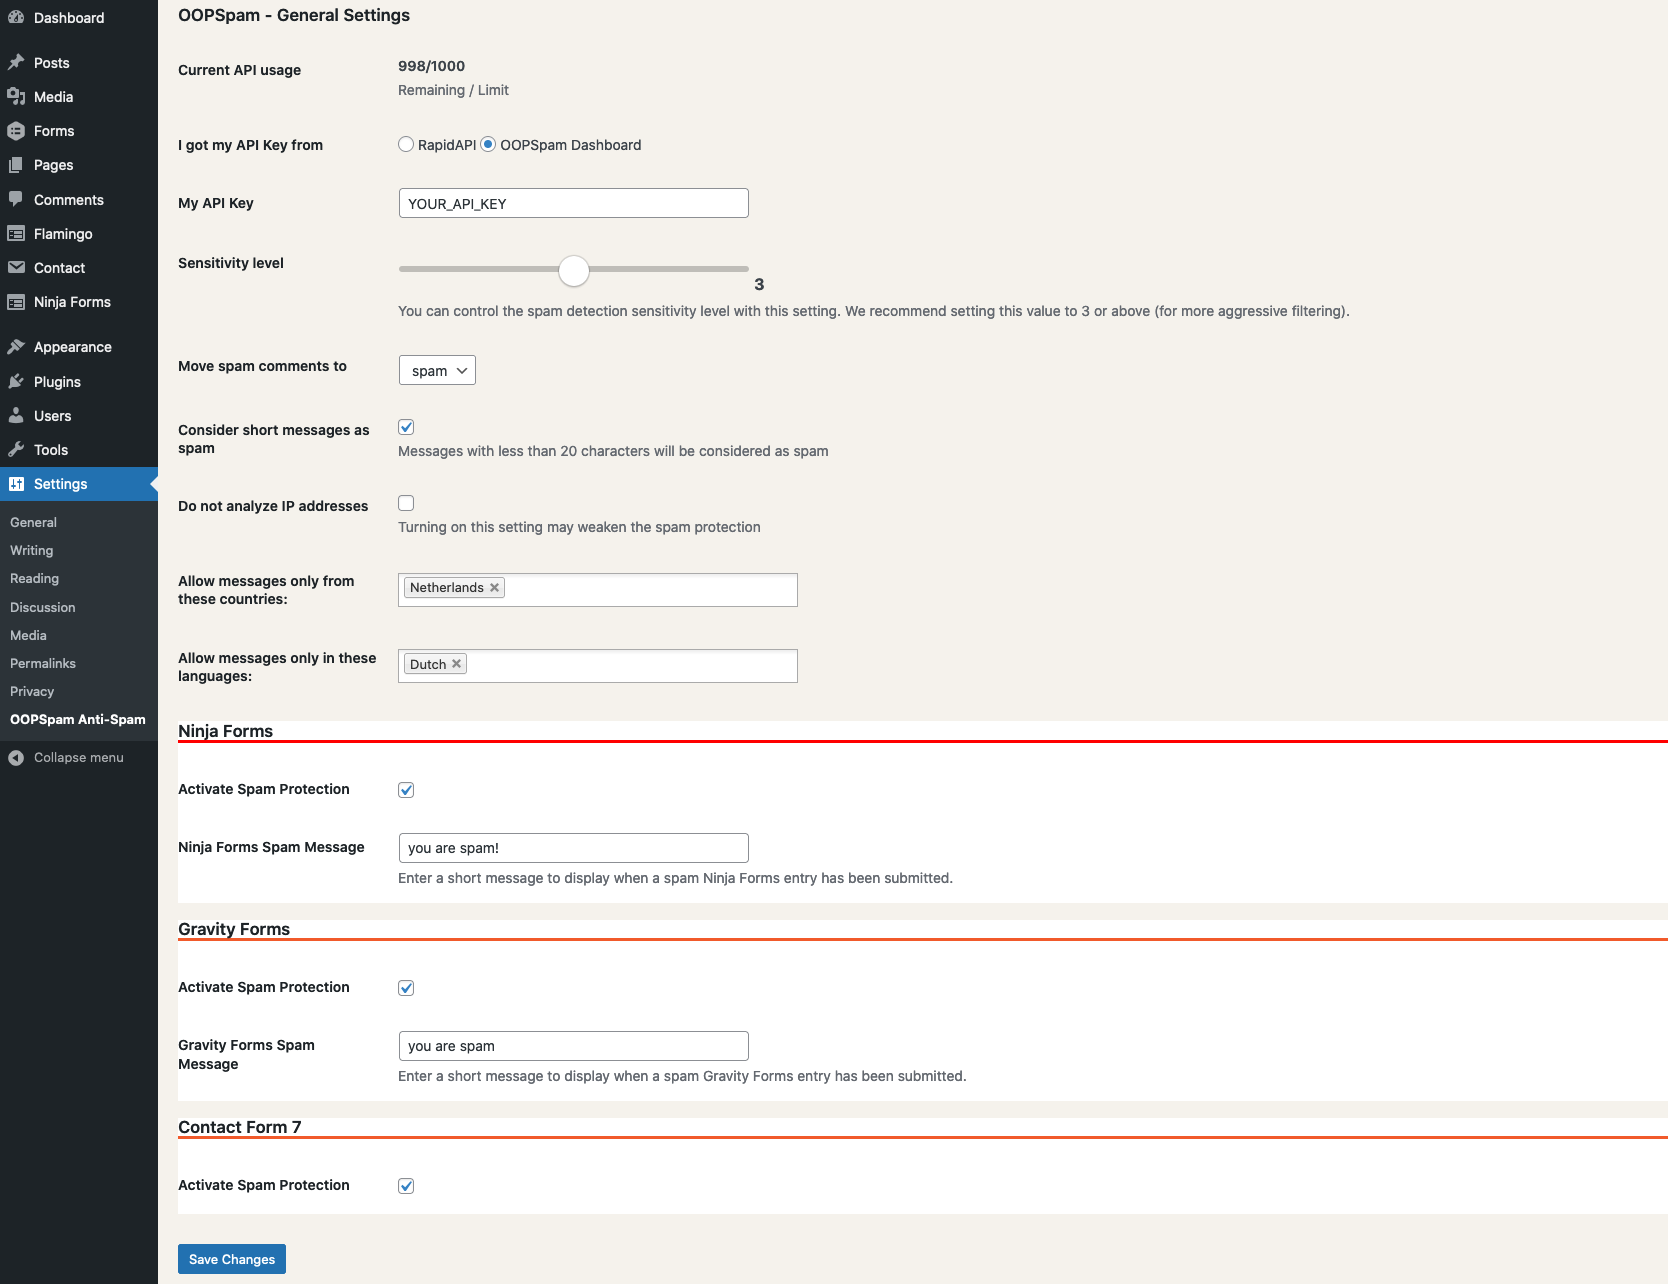 Dashboard
Posts
Media
Forms
Pages
Comments
Flamingo
Contact
Ninja Forms
Appearance
Plugins
Users
Tools
Settings
General
Writing
Reading
Discussion
Media
Permalinks
Privacy
OOPSpam Anti-Spam
Collapse menu
OOPSpam - General Settings
Current API usage
998/1000
Remaining / Limit
I got my API Key from
RapidAPI OOPSpam Dashboard
My API Key
YOUR_API_KEY
Sensitivity level
3
You can control the spam detection sensitivity level with this setting. We recommend setting this value to 3 or above (for more aggressive filtering).
Move spam comments to
spam
Consider short messages as
spam
Messages with less than 20 characters will be considered as spam
Do not analyze IP addresses
Turning on this setting may weaken the spam protection
Allow messages only from
these countries:
Netherlands
Allow messages only in these
languages:
Dutch
Ninja Forms
Activate Spam Protection
Ninja Forms Spam Message
you are spam!
Enter a short message to display when a spam Ninja Forms entry has been submitted.
Gravity Forms
Activate Spam Protection
Gravity Forms Spam
Message
you are spam
Enter a short message to display when a spam Gravity Forms entry has been submitted.
Contact Form 7
Activate Spam Protection
Save Changes